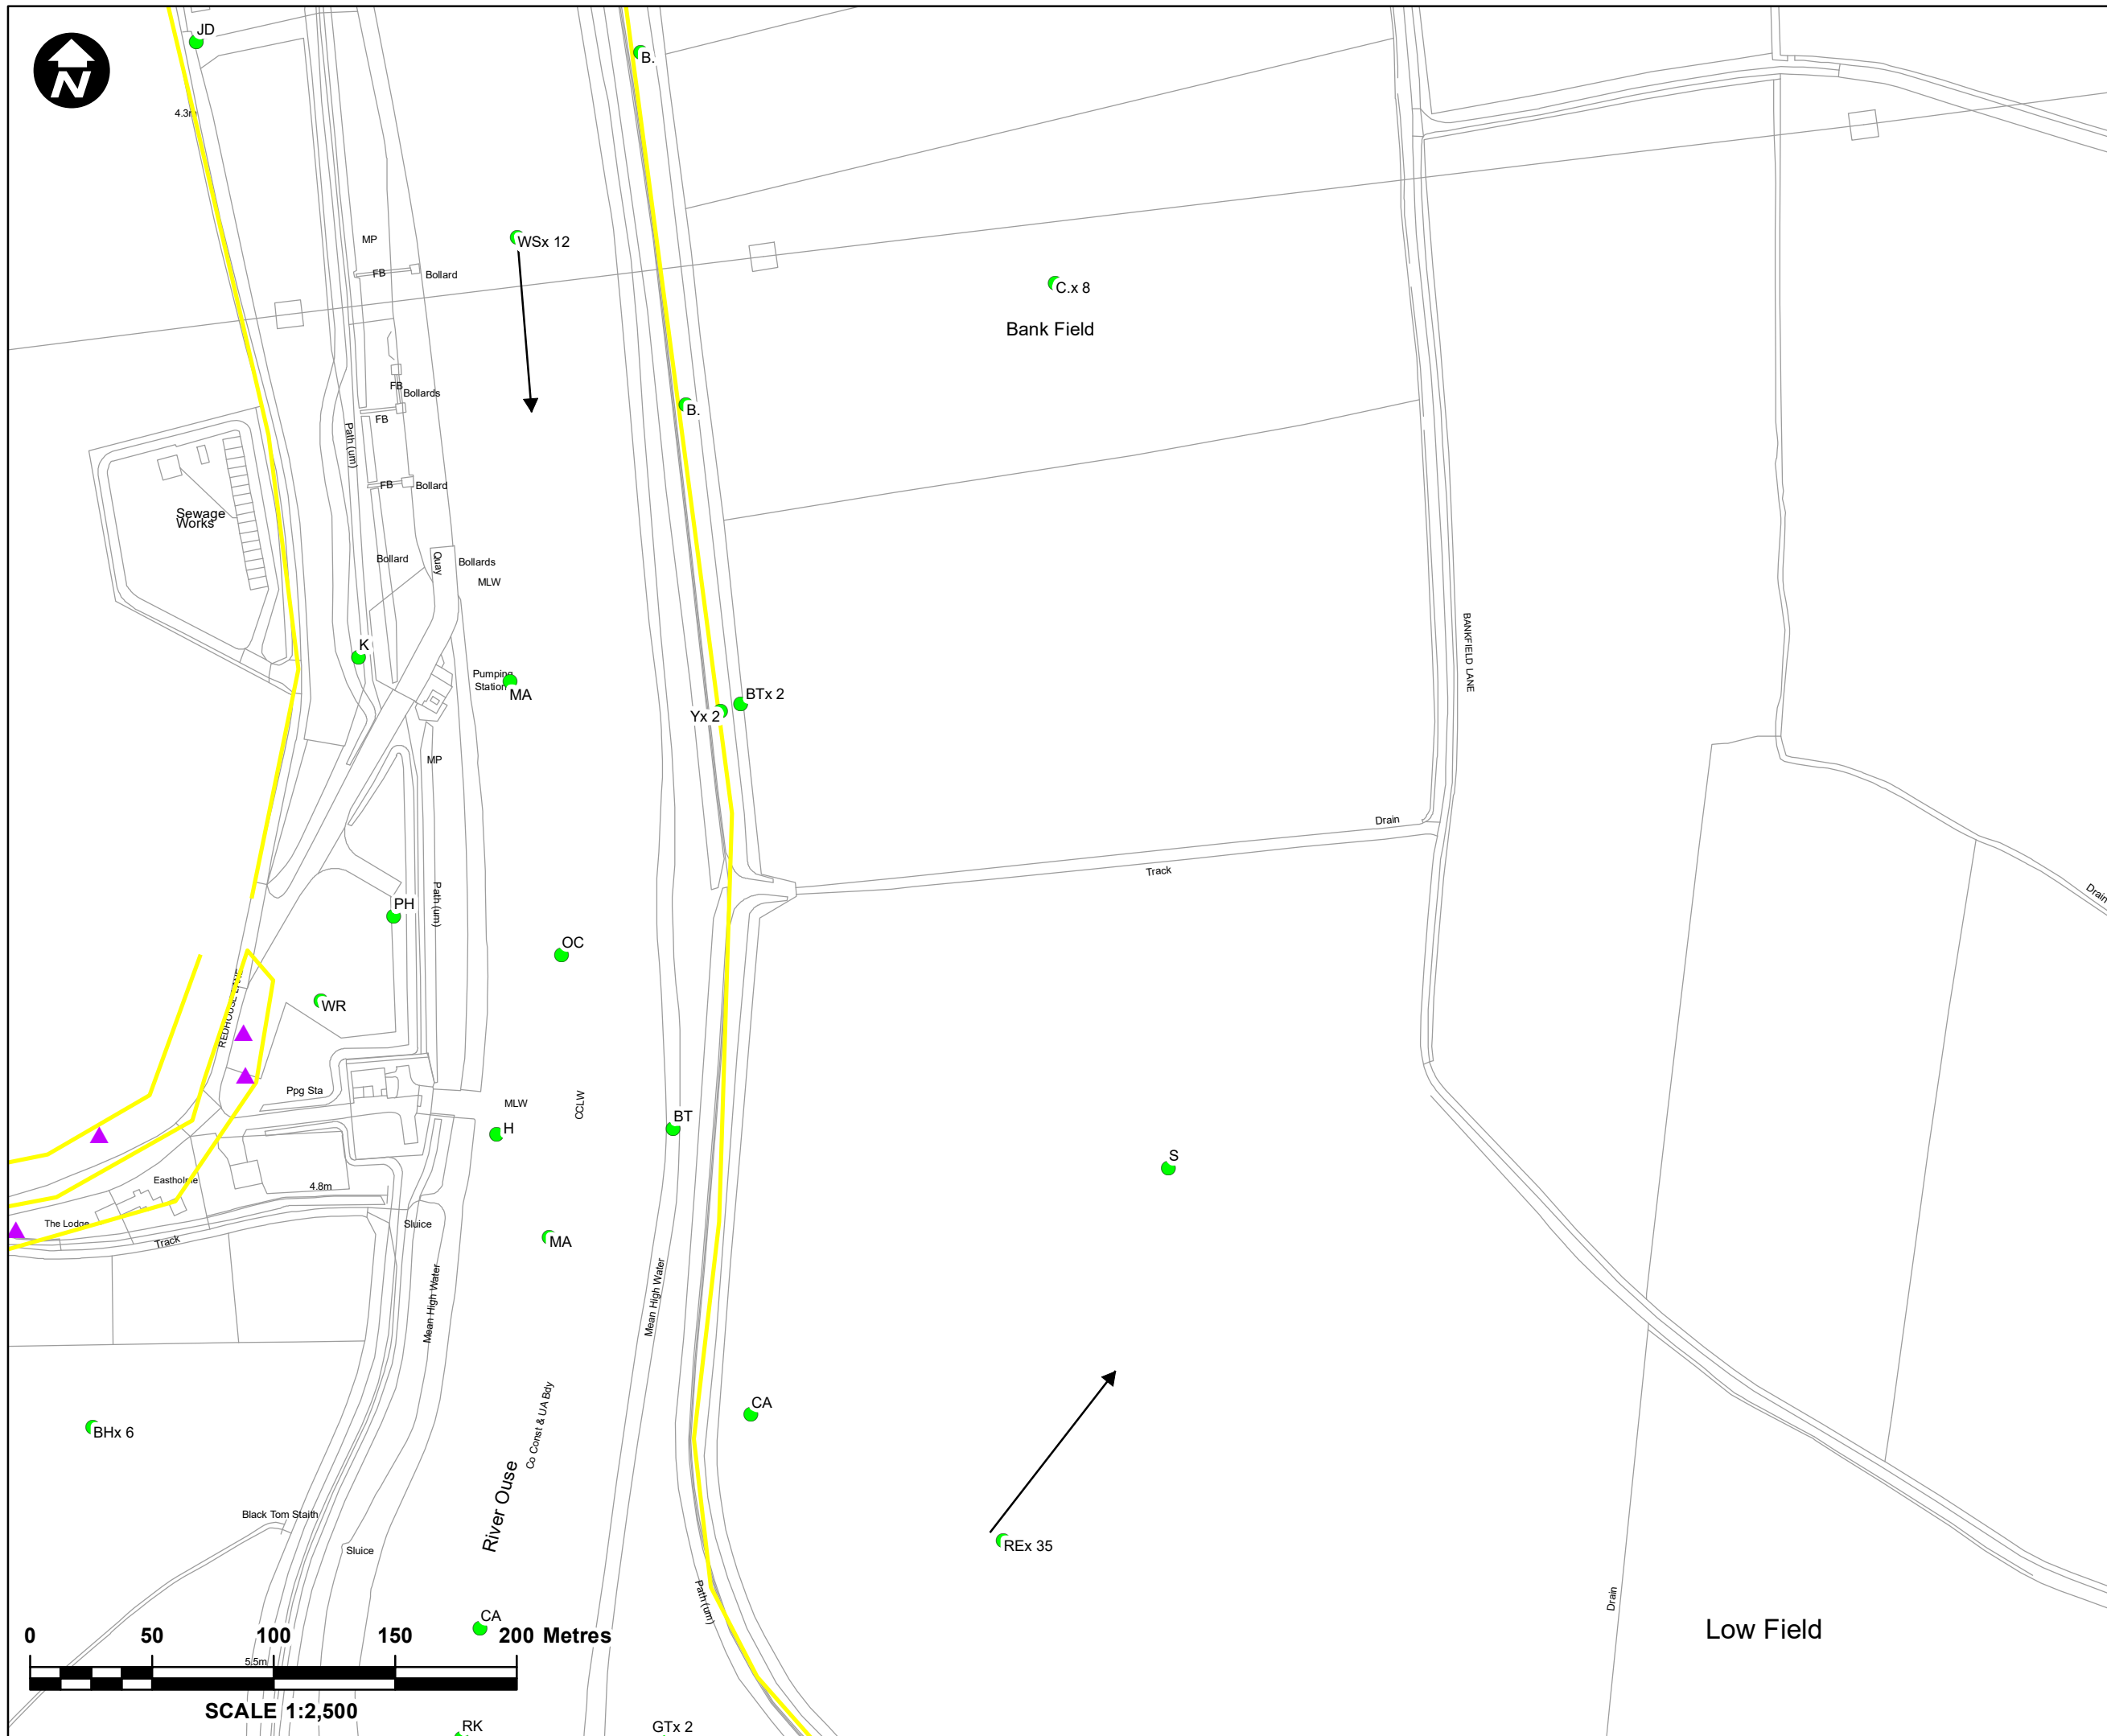 JD
N
B.
4.3m
MP
WSx 12
FB
Bollard
C.x 8
Bank Field
FB
Bollards
B.
FB
Path (um)
FB
Bollard
Sewage
Works
Bollard
Quay
Bollards
MLW
K
BANKFIELD LANE
Pumping
Station
MA
BTx 2
Yx 2
MP
Drain
Track
Path (um)
Drain
PH
OC
WR
Ppg Sta
MLW
CCLW
BT
H
S
Eastholme
4.8m
The Lodge
Sluice
Track
MA
Mean High Water
Mean High Water
CA
Co Const & UA Bdy
BHx 6
River Ouse
Black Tom Staith
Sluice
REx 35
Path (um)
Drain
CA
Low Field
0 50 100 150 200 Metres
5.5m
SCALE 1:2,500
RK
GTx 2